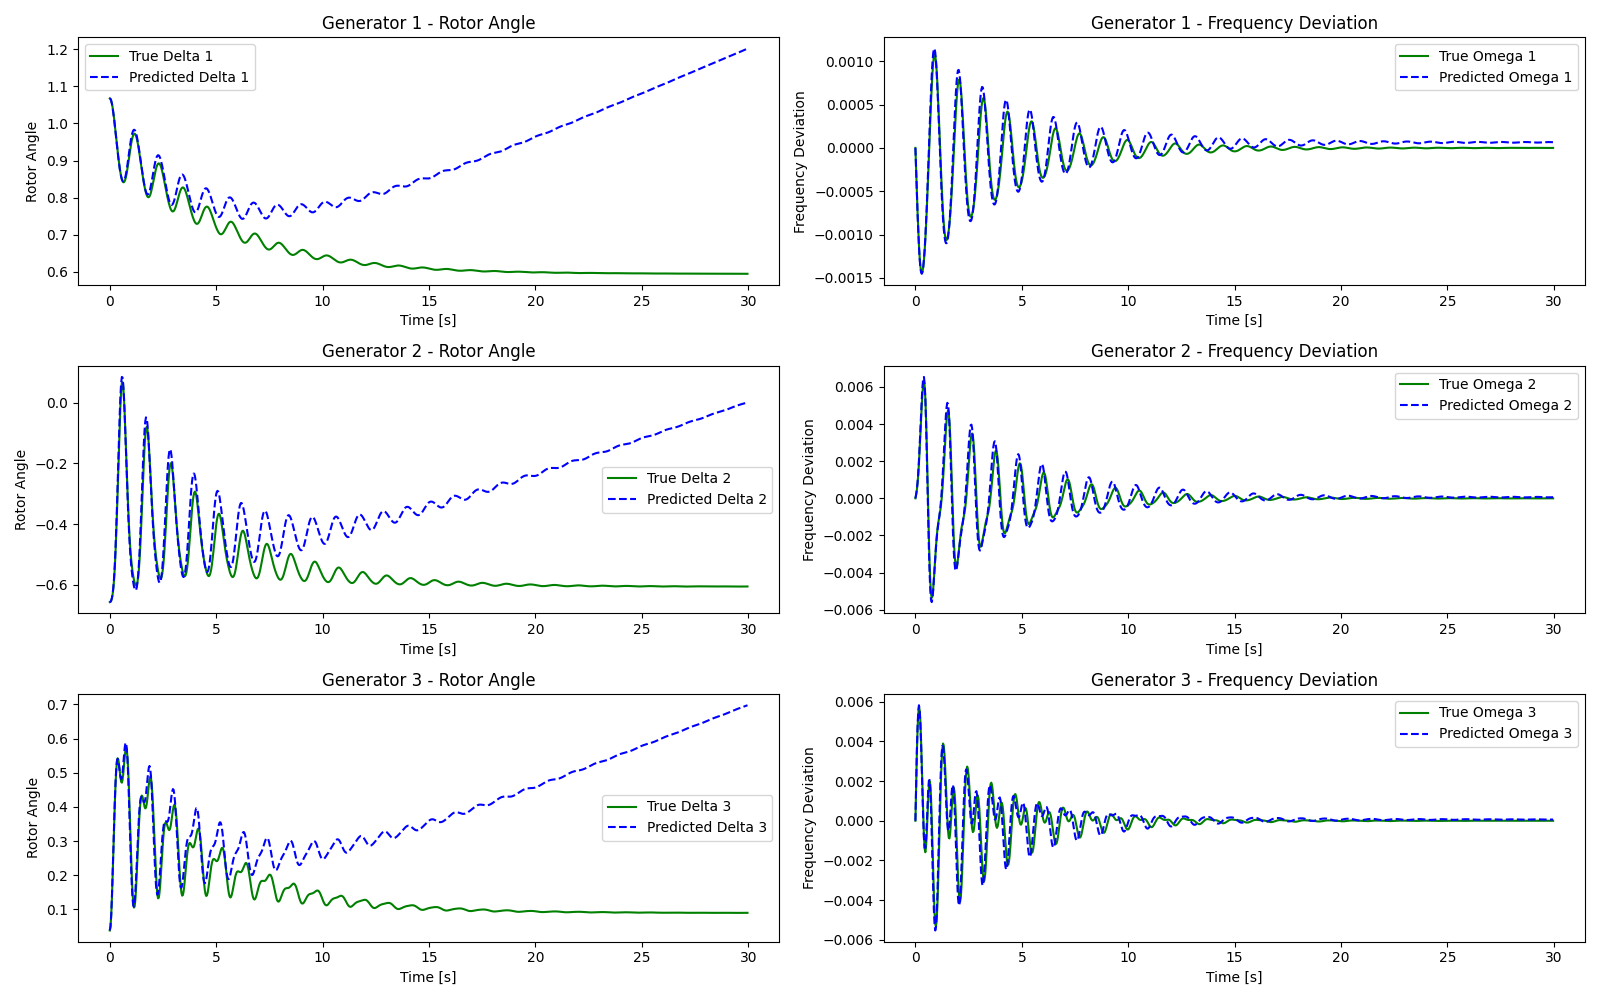 Generator 1 - Rotor Angle
1.2
1.1
1.0
0.9
0.8
0.7
0.6
Rotor Angle
True Delta 1
Predicted Delta 1
0 5 10 15 20 25 30
Time [s]
Generator 1 - Frequency Deviation
0.0010
0.0005
0.0000
−0.0005
−0.0010
−0.0015
Frequency Deviation
True Omega 1
Predicted Omega 1
0 5 10 15 20 25 30
Time [s]
Generator 2 - Rotor Angle
0.0
−0.2
−0.4
−0.6
Rotor Angle
True Delta 2
Predicted Delta 2
0 5 10 15 20 25 30
Time [s]
Generator 2 - Frequency Deviation
0.006
0.004
0.002
0.000
−0.002
−0.004
−0.006
Frequency Deviation
True Omega 2
Predicted Omega 2
0 5 10 15 20 25 30
Time [s]
Generator 3 - Rotor Angle
0.7
0.6
0.5
0.4
0.3
0.2
0.1
Rotor Angle
True Delta 3
Predicted Delta 3
0 5 10 15 20 25 30
Time [s]
Generator 3 - Frequency Deviation
0.006
0.004
0.002
0.000
−0.002
−0.004
−0.006
Frequency Deviation
True Omega 3
Predicted Omega 3
0 5 10 15 20 25 30
Time [s]